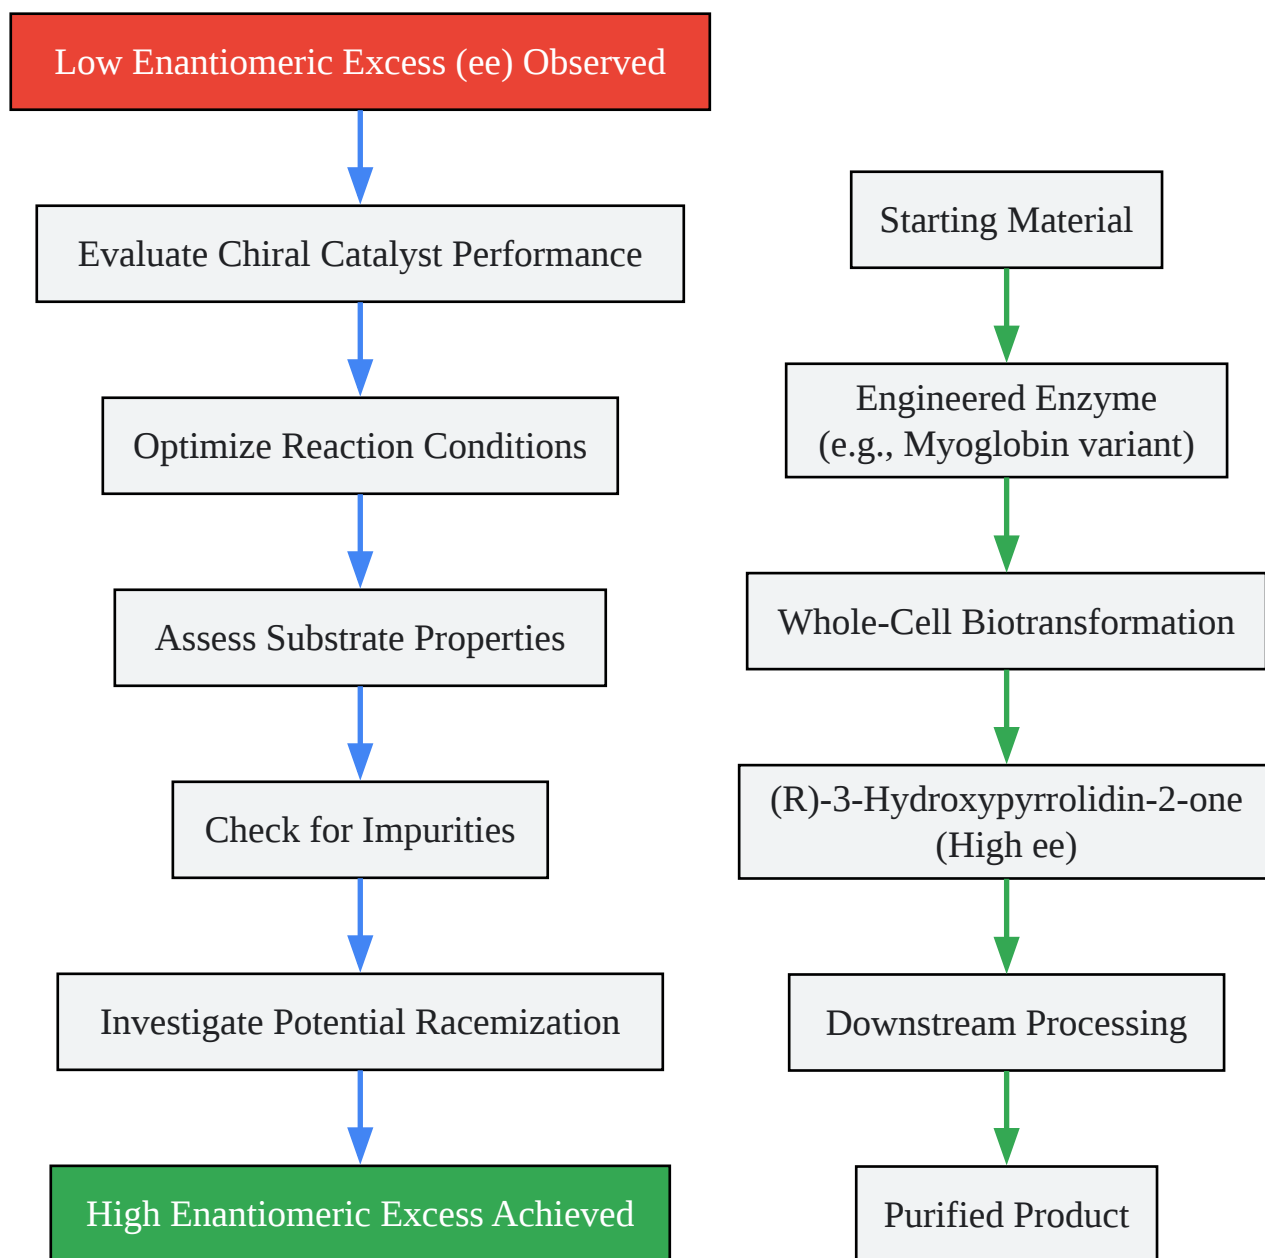 Low Enantiomeric Excess (ee) Observed
Evaluate Chiral Catalyst Performance
Optimize Reaction Conditions
Assess Substrate Properties
Check for Impurities
Investigate Potential Racemization
High Enantiomeric Excess Achieved
Starting Material
Engineered Enzyme
(e.g., Myoglobin variant)
Whole-Cell Biotransformation
(R)-3-Hydroxypyrrolidin-2-one
(High ee)
Downstream Processing
Purified Product